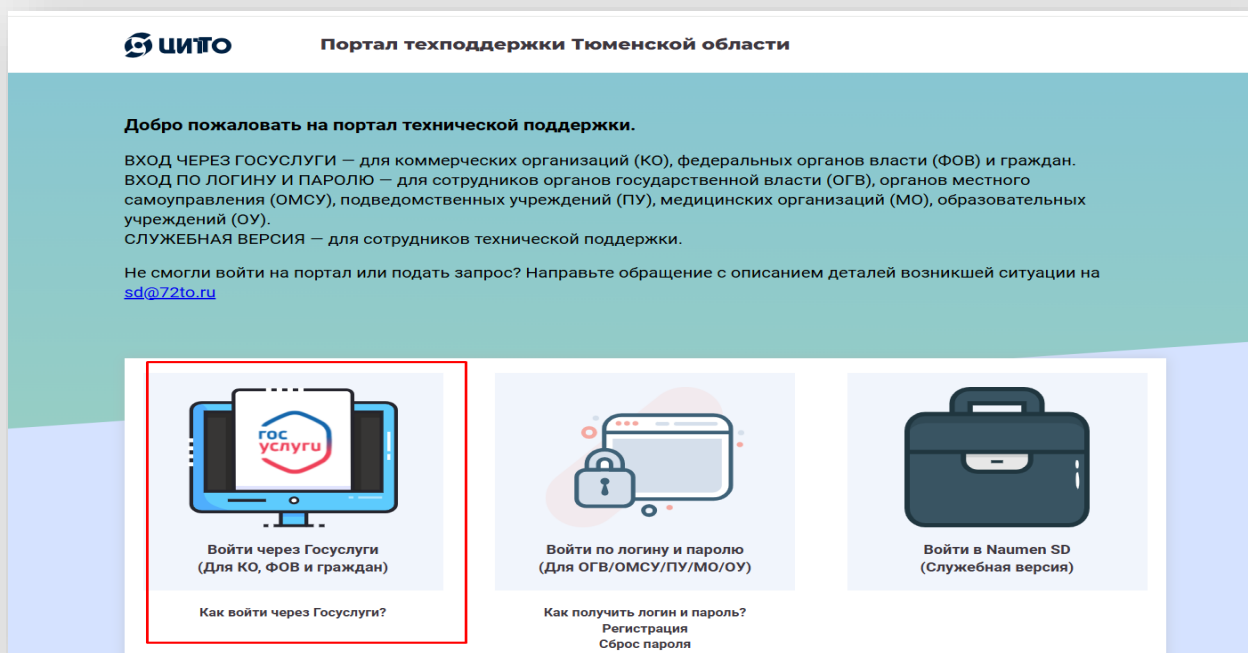 ЦИТТО
Портал техподдержки Тюменской области
Добро пожаловать на портал технической поддержки.
ВХОД ЧЕРЕЗ ГОСУСЛУГИ — для коммерческих организаций (КО), федеральных органов власти (ФОВ) и граждан.
ВХОД ПО ЛОГИНУ И ПАРОЛЮ — для сотрудников органов государственной власти (ОГВ), органов местного
самоуправления (ОМСУ), подведомственных учреждений (ПУ), медицинских организаций (МО), образовательных
учреждений (ОУ).
СЛУЖЕБНАЯ ВЕРСИЯ — для сотрудников технической поддержки.
Не смогли войти на портал или подать запрос? Направьте обращение с описанием деталей возникшей ситуации на
sd@72to.ru
гос
услуги
Войти через Госуслуги
(Для КО, ФОВ и граждан)
Как войти через Госуслуги?
Войти по логину и паролю
(Для ОГВ/ОМСУ/ПУ/МО/ОУ)
Как получить логин и пароль?
Регистрация
Сброс пароля
Войти в Naumen SD
(Служебная версия)